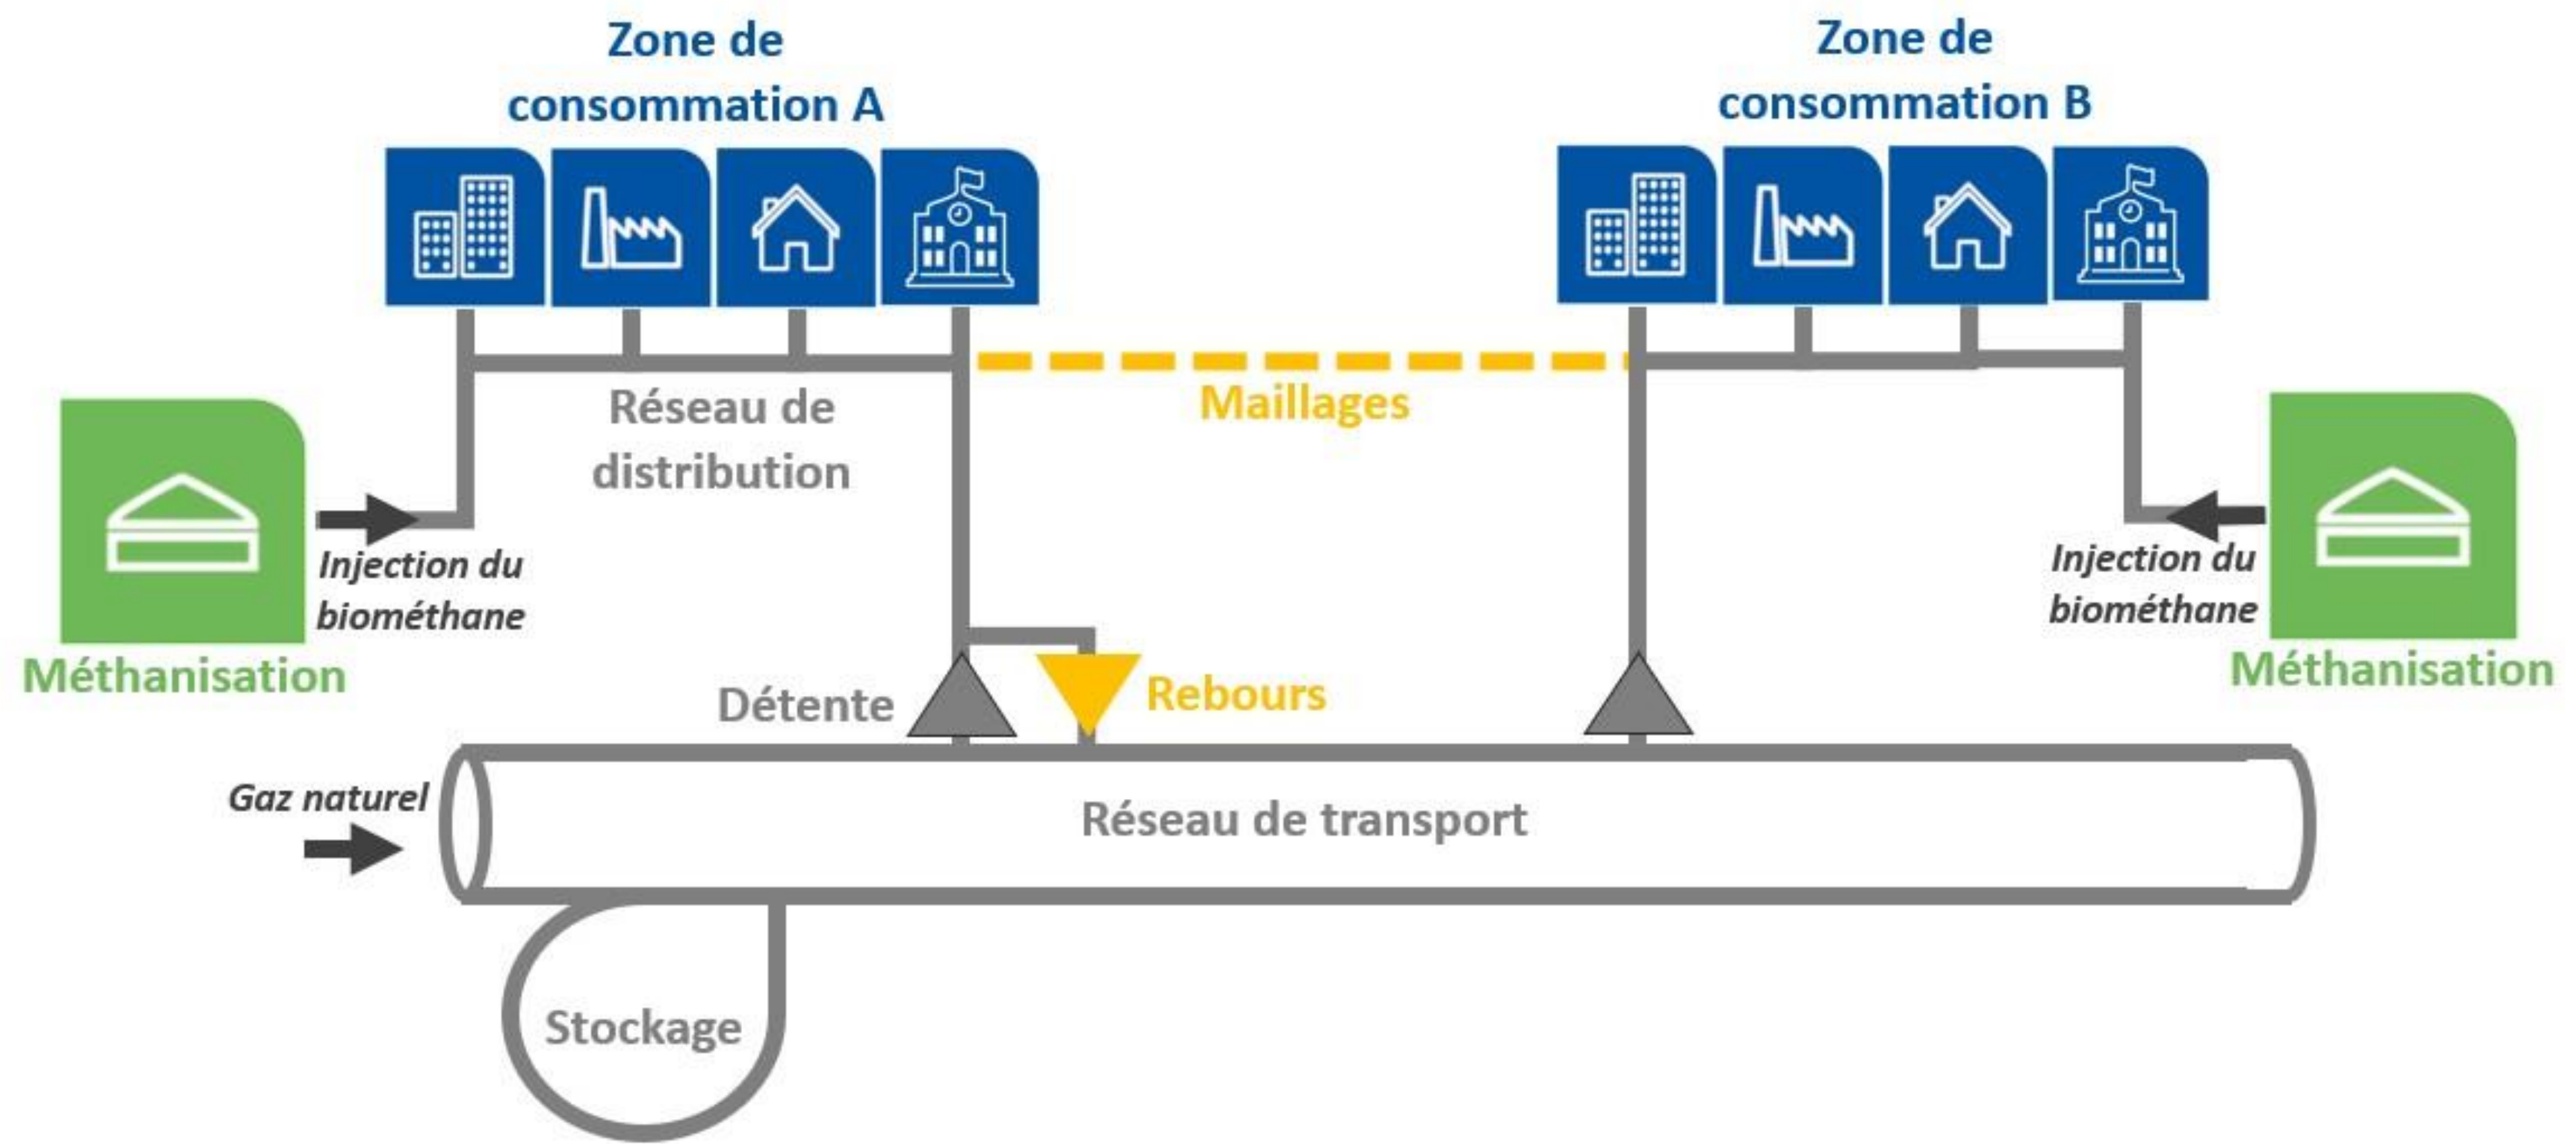 Zone de
consommation A
Zone de
consommation B
Réseau de
distribution
Maillages
Injection du
biométhane
Méthanisation
Injection du
biométhane
Méthanisation
Détente
Rebours
Gaz naturel
Réseau de transport
Stockage